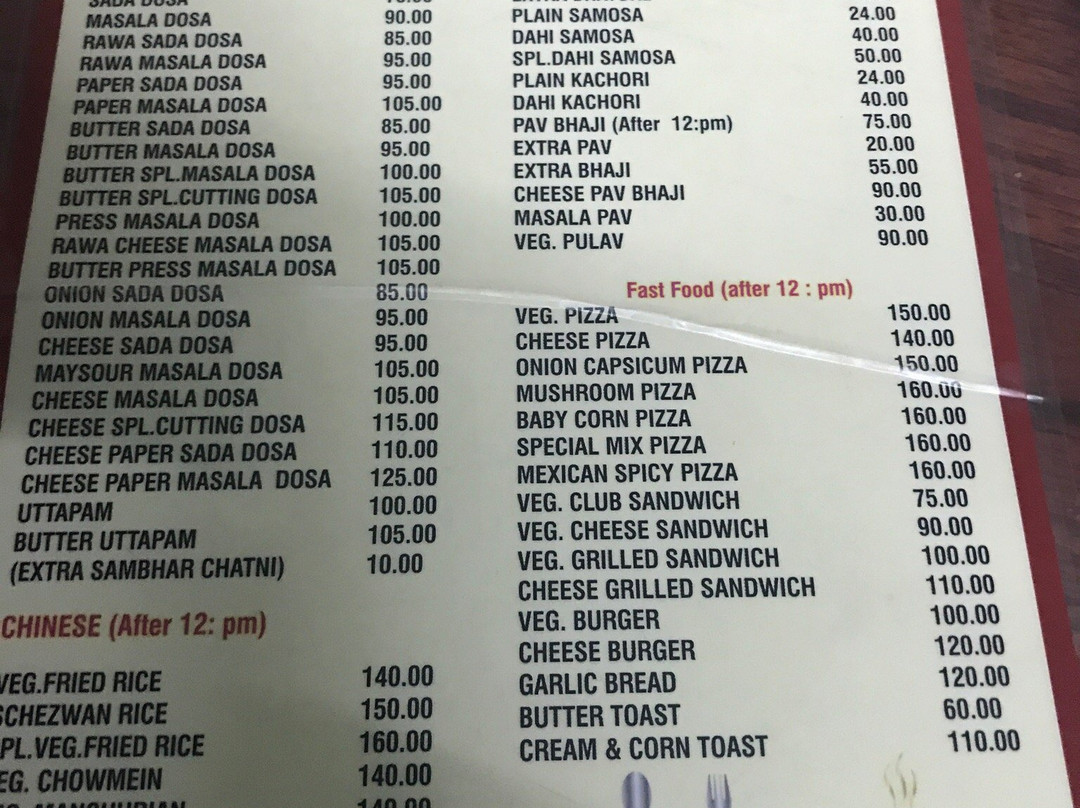 SADA DOSA
MASALA DOSA 90.00
RAWA SADA DOSA 85.00
RAWA MASALA DOSA 95.00
PAPER SADA DOSA 95.00
PAPER MASALA DOSA 105.00
BUTTER SADA DOSA 85.00
BUTTER MASALA DOSA 95.00
BUTTER SPL.MASALA DOSA 100.00
BUTTER SPL.CUTTING DOSA 105.00
PRESS MASALA DOSA 100.00
RAWA CHEESE MASALA DOSA 105.00
BUTTER PRESS MASALA DOSA 105.00
ONION SADA DOSA 85.00
ONION MASALA DOSA 95.00
CHEESE SADA DOSA 95.00
MAYSOUR MASALA DOSA 105.00
CHEESE MASALA DOSA 105.00
CHEESE SPL.CUTTING DOSA 115.00
CHEESE PAPER SADA DOSA 110.00
CHEESE PAPER MASALA DOSA 125.00
UTTAPAM 100.00
BUTTER UTTAPAM 105.00
(EXTRA SAMBHAR CHATNI) 10.00
CHINESE (After 12: pm)
VEG.FRIED RICE 140.00
SCHEZWAN RICE 150.00
PL.VEG.FRIED RICE 160.00
EG. CHOWMEIN 140.00
140.00
PLAIN SAMOSA 24.00
DAHI SAMOSA 40.00
SPL.DAHI SAMOSA 50.00
PLAIN KACHORI 24.00
DAHI KACHORI 40.00
PAV BHAJI (After 12:pm) 75.00
EXTRA PAV 20.00
EXTRA BHAJI 55.00
CHEESE PAV BHAJI 90.00
MASALA PAV 30.00
VEG. PULAV 90.00
Fast Food (after 12 : pm)
VEG. PIZZA 150.00
CHEESE PIZZA 140.00
ONION CAPSICUM PIZZA 150.00
MUSHROOM PIZZA 160.00
BABY CORN PIZZA 160.00
SPECIAL MIX PIZZA 160.00
MEXICAN SPICY PIZZA 160.00
VEG. CLUB SANDWICH 75.00
VEG. CHEESE SANDWICH 90.00
VEG. GRILLED SANDWICH 100.00
CHEESE GRILLED SANDWICH 110.00
VEG. BURGER 100.00
CHEESE BURGER 120.00
GARLIC BREAD 120.00
BUTTER TOAST 60.00
CREAM & CORN TOAST 110.00